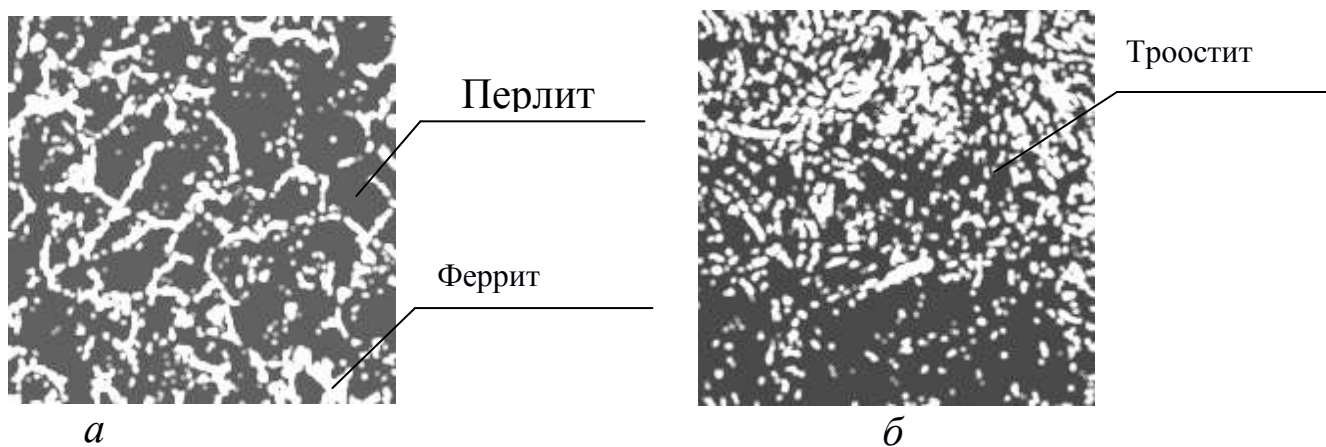 Перлит
Феррит
Троостит
а
б